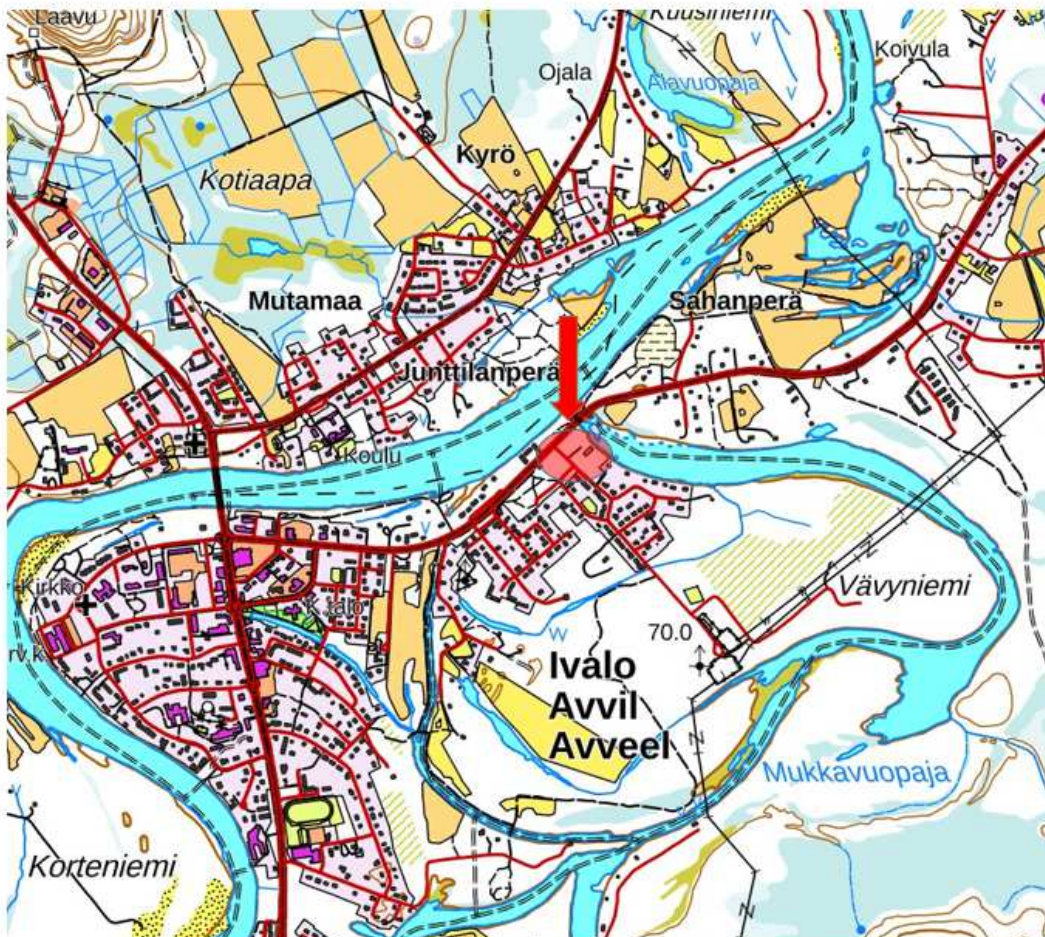 Laavu
Kuusiniemi
Koivula
Ojala
Alavuopaja
Kyrö
Kotiaapa
Mutamaa
Sahanperä
Junttilanperä
Koulu
Kirkko
K.talo
Vävyniemi
rv.k.
70.0
Ivalo
Avvil
Avveel
Mukkavuopaja
Korteniemi